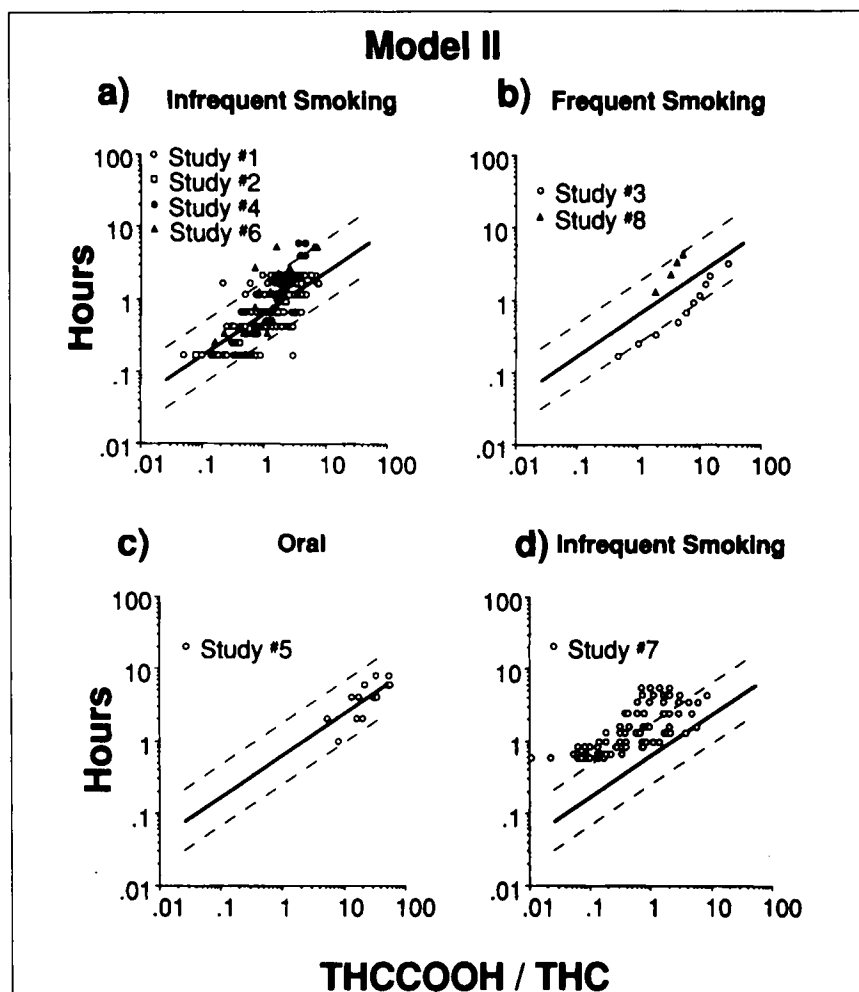 Model II
a) Infrequent Smoking
b) Frequent Smoking
Hours
100
10
1
.1
.01
○ Study #1
□ Study #2
● Study #4
▲ Study #6
.01 .1 1 10 100
100
10
1
.1
.01
○ Study #3
▲ Study #8
.01 .1 1 10 100
c) Oral
d) Infrequent Smoking
Hours
100
10
1
.1
.01
○ Study #5
.01 .1 1 10 100
100
10
1
.1
.01
○ Study #7
.01 .1 1 10 100
THCCOOH / THC